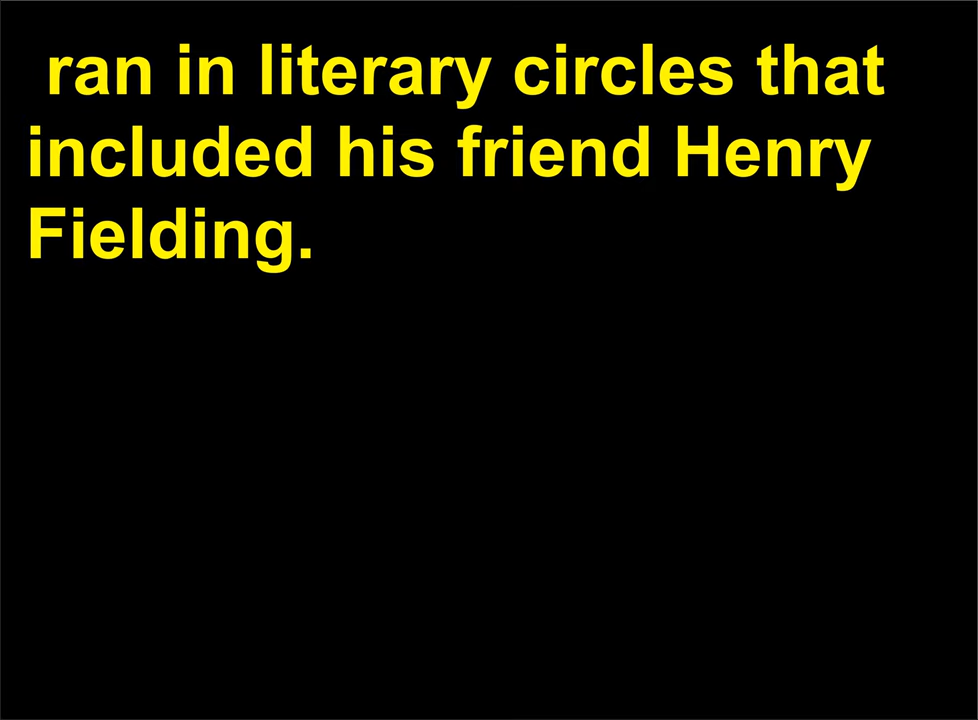 ran in literary circles that
included his friend Henry
Fielding.